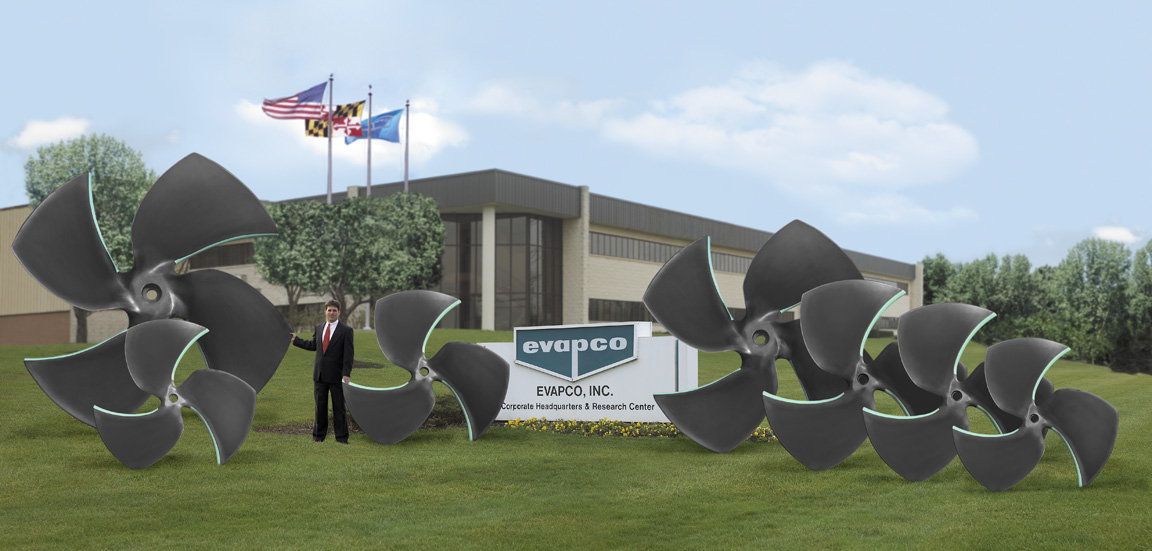 evapco
EVAPCO, INC.
Corporate Headquarters & Research Center